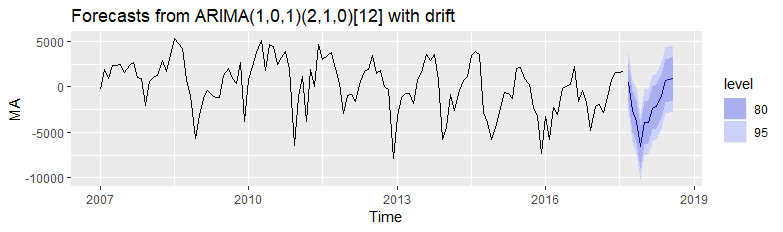 Forecasts from ARIMA(1,0,1)(2,1,0)[12] with drift
5000
0
-5000
-10000
MA
2007
2010
2013
2016
2019
Time
level
80
95